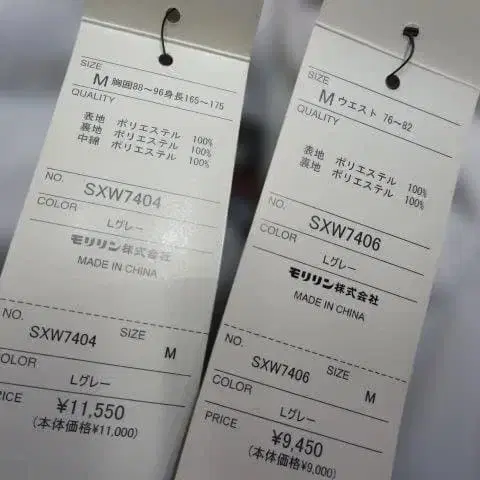 SIZE
M 胸囲88〜96身長165〜175
QUALITY
表地 ポリエステル 100%
裏地 ポリエステル 100%
中綿 ポリエステル 100%
NO.
SXW7404
COLOR
Lグレー
モリリン株式会社
MADE IN CHINA
NO.
SXW7404
SIZE
M
COLOR
Lグレー
RICE
¥11,550
(本体価格¥11,000)
SIZE
M ウエスト 76〜82
QUALITY
表地 ポリエステル 100%
裏地 ポリエステル 100%
NO.
SXW7406
COLOR
Lグレー
モリリン株式会社
MADE IN CHINA
NO.
SXW7406
SIZE
M
COLOR
Lグレー
PRICE
¥9,450
(本体価格¥9,000)